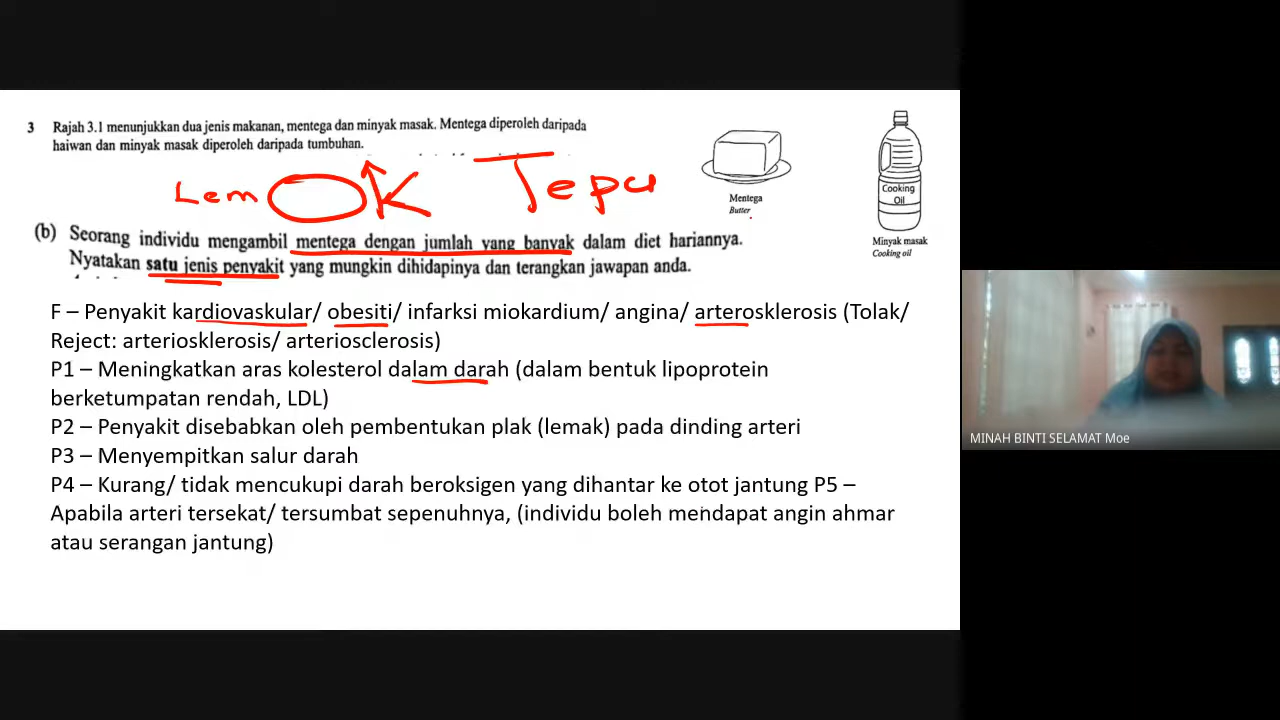 3 Rajah 3.1 menunjukkan dua jenis makanan, mentega dan minyak masak. Mentega diperoleh daripada
haiwan dan minyak masak diperoleh daripada tumbuhan.
Lem OK Tepu
Mentega
Butter
Cooking
Oil
Minyak masak
Cooking oil
(b) Seorang individu mengambil mentega dengan jumlah yang banyak dalam diet hariannya.
Nyatakan satu jenis penyakit yang mungkin dihidapinya dan terangkan jawapan anda.
F – Penyakit kardiovaskular/ obesiti/ infarksi miokardium/ angina/ arterosklerosis (Tolak/
Reject: arteriosklerosis/ arteriosclerosis)
P1 – Meningkatkan aras kolesterol dalam darah (dalam bentuk lipoprotein
berketumpatan rendah, LDL)
P2 – Penyakit disebabkan oleh pembentukan plak (lemak) pada dinding arteri
P3 – Menyempitkan salur darah
P4 – Kurang/ tidak mencukupi darah beroksigen yang dihantar ke otot jantung P5 –
Apabila arteri tersekat/ tersumbat sepenuhnya, (individu boleh mendapat angin ahmar
atau serangan jantung)
MINAH BINTI SELAMAT Moe